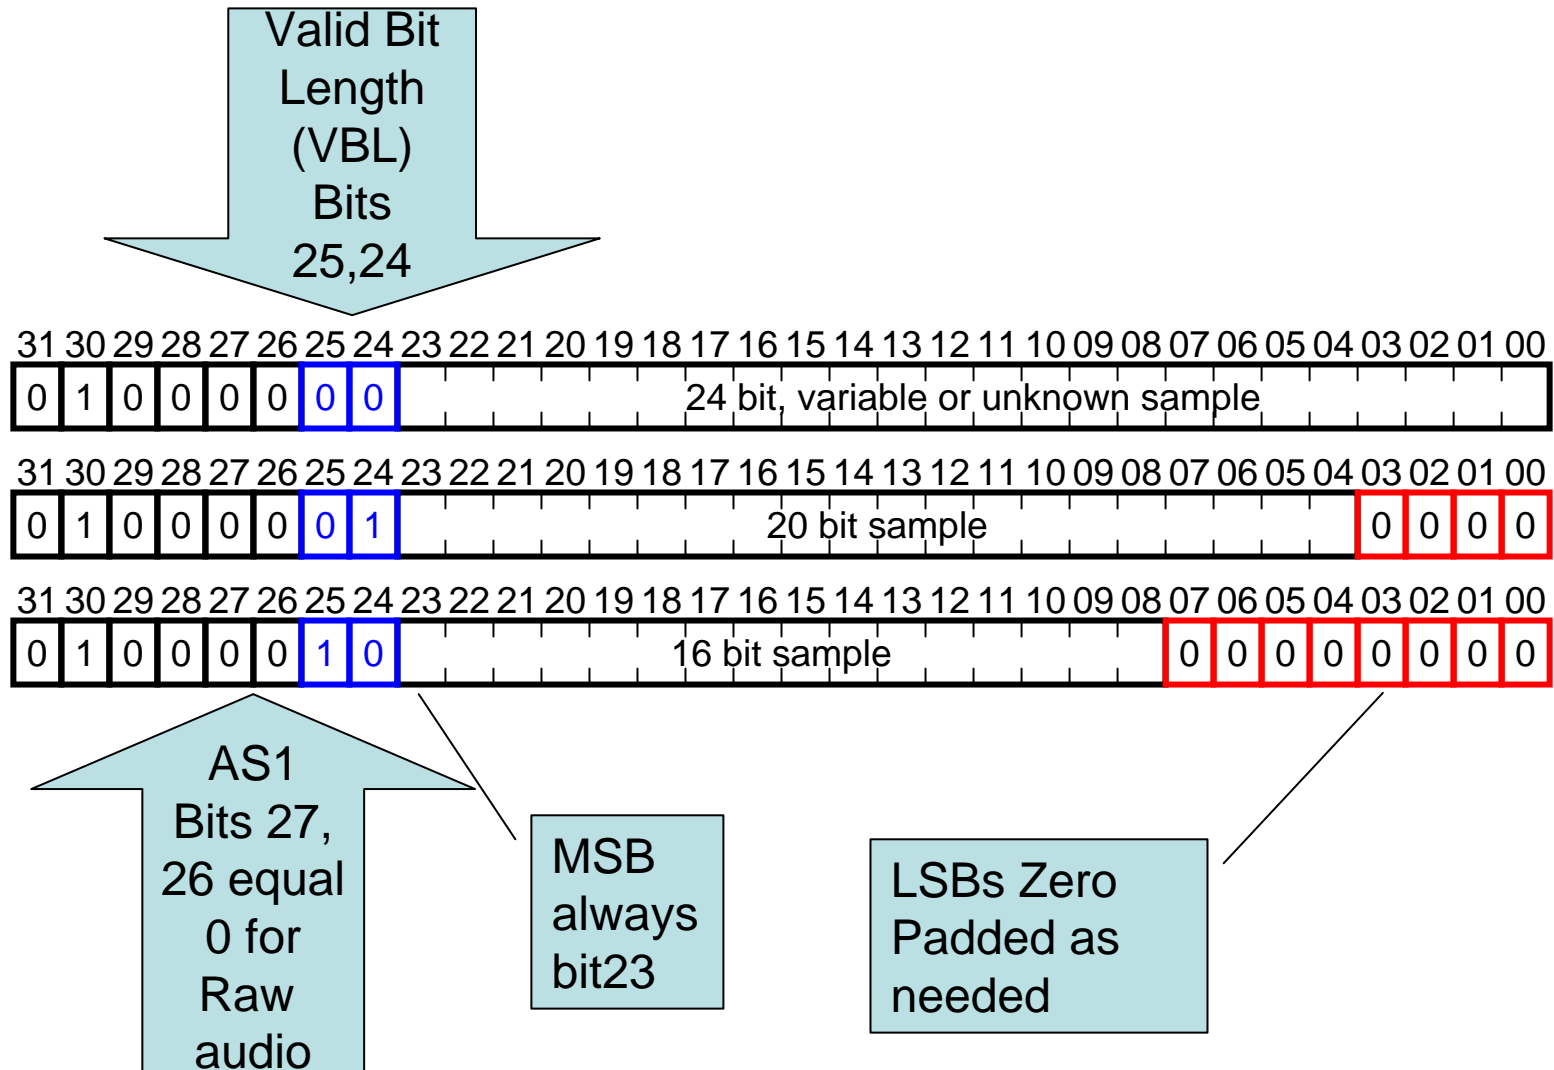 Valid Bit
Length
(VBL)
Bits
25,24
31 30 29 28 27 26 25 24 23 22 21 20 19 18 17 16 15 14 13 12 11 10 09 08 07 06 05 04 03 02 01 00
0 1 0 0 0 0 0 0 24 bit, variable or unknown sample
31 30 29 28 27 26 25 24 23 22 21 20 19 18 17 16 15 14 13 12 11 10 09 08 07 06 05 04 03 02 01 00
0 1 0 0 0 0 0 1 20 bit sample 0 0 0 0
31 30 29 28 27 26 25 24 23 22 21 20 19 18 17 16 15 14 13 12 11 10 09 08 07 06 05 04 03 02 01 00
0 1 0 0 0 0 1 0 16 bit sample 0 0 0 0 0 0 0 0
AS1
Bits 27,
26 equal
0 for
Raw
audio
MSB
always
bit23
LSBs Zero
Padded as
needed